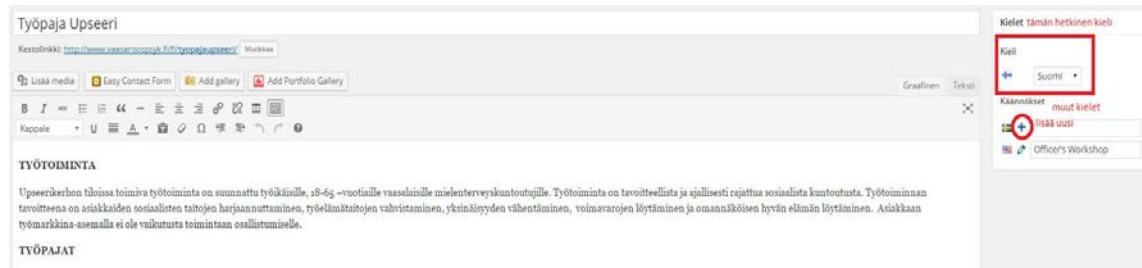 Työpaja Upseeri
Kestolinkki: http://www.vaasansospsyk.fi/fi/tyopajaupseeri/ Muokkaa
Lisää media Easy Contact Form Add gallery Add Portfolio Gallery
Graafinen Teksti
Kappale
TYÖTOIMINTA
Upseerikerhon tiloissa toimiva työtoiminta on suunnattu työikäisille, 18-65 –vuotiaille vaasalaisille mielenterveyskuntoutujille. Työtoiminta on tavoitteellista ja ajallisesti rajattua sosiaalista kuntoutusta. Työtoiminnan
tavoitteena on asiakkaiden sosiaalisten taitojen harjaannuttaminen, työelämätaitojen vahvistaminen, yksinäisyyden vähentäminen, voimavarojen löytäminen ja omannäköisen hyvän elämän löytäminen. Asiakkaan
työmarkkina-asemalla ei ole vaikutusta toimintaan osallistumiselle.
TYÖPAJAT
Kielet tämän hetkinen kieli
Kieli
Suomi
Käännökset muut kielet
lisää uusi
Officer's Workshop